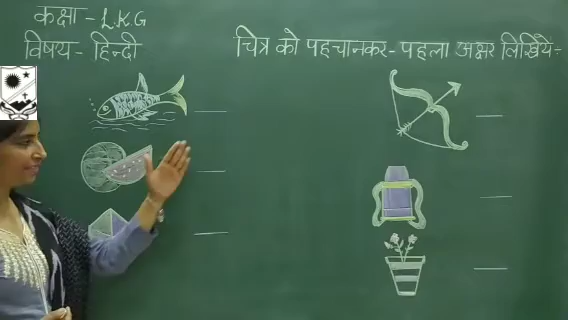 कक्षा - L.K.G
विषय - हिन्दी
चित्र को पहचानकर - पहला अक्षर लिखिये -